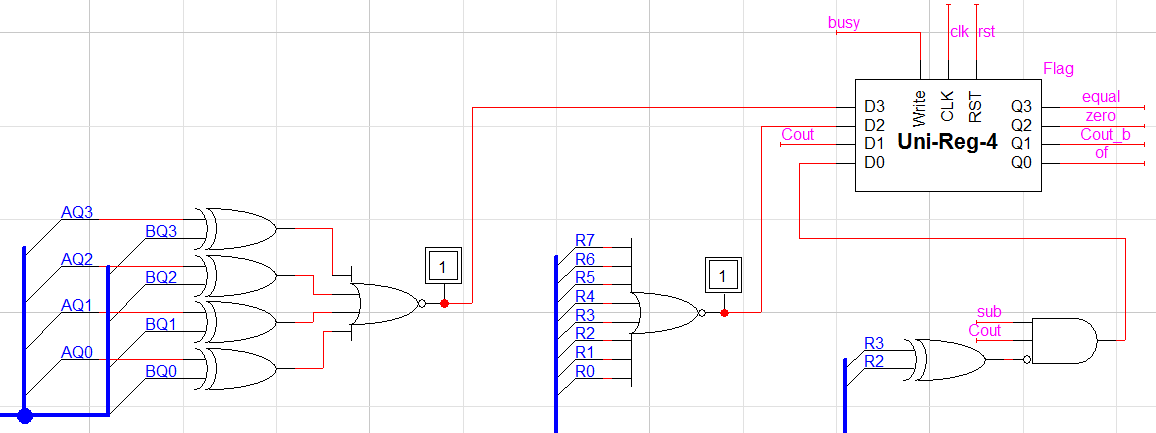 busy
clk rst
Flag
Write
CLK
RST
D3 Q3 equal
D2 Q2 zero
Cout D1 Uni-Reg-4 Q1 Cout_b
D0 Q0 of
AQ3
BQ3
AQ2
BQ2
AQ1
BQ1
AQ0
BQ0
1
R7
R6
R5
R4
R3
R2
R1
R0
1
sub
Cout
R3
R2